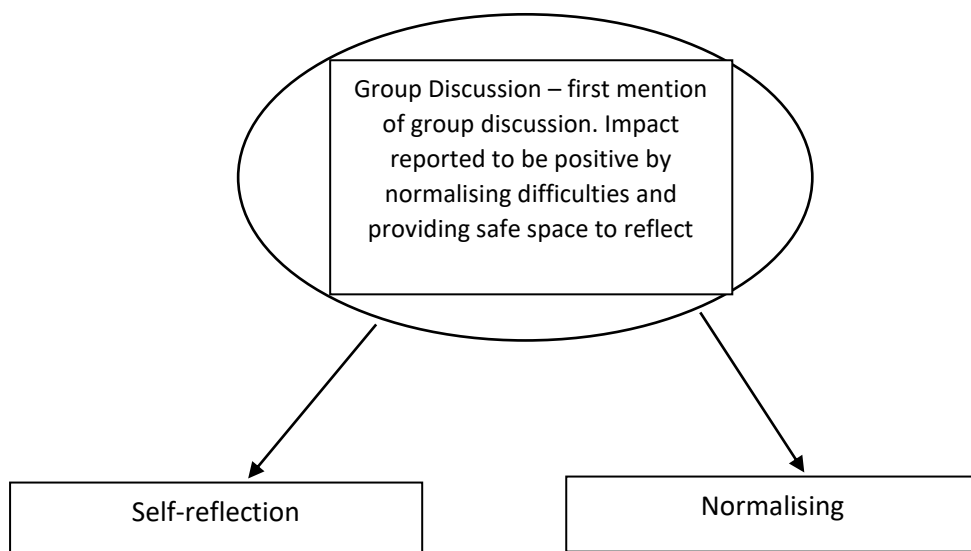 Group Discussion – first mention
of group discussion. Impact
reported to be positive by
normalising difficulties and
providing safe space to reflect
Self-reflection
Normalising